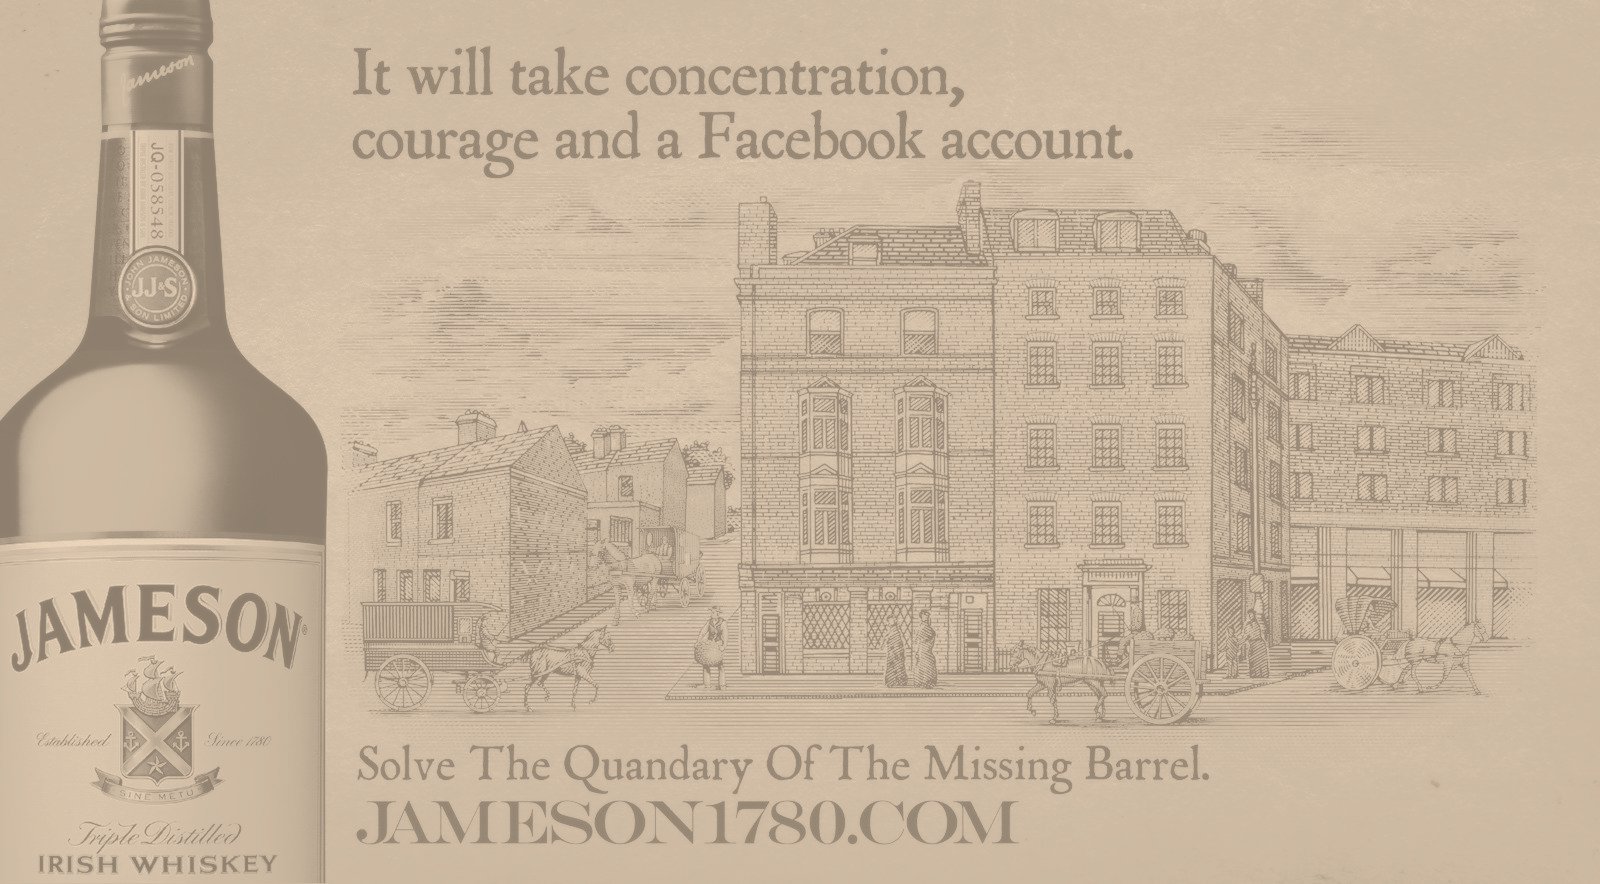 It will take concentration,
courage and a Facebook account.
Jameson
JQ-058548
JOHN JAMESON
JJ&S
& SON LIMITED
JAMESON®
Established Since 1780
SINE METU
Triple Distilled
IRISH WHISKEY
Solve The Quandary Of The Missing Barrel.
JAMESON1780.COM